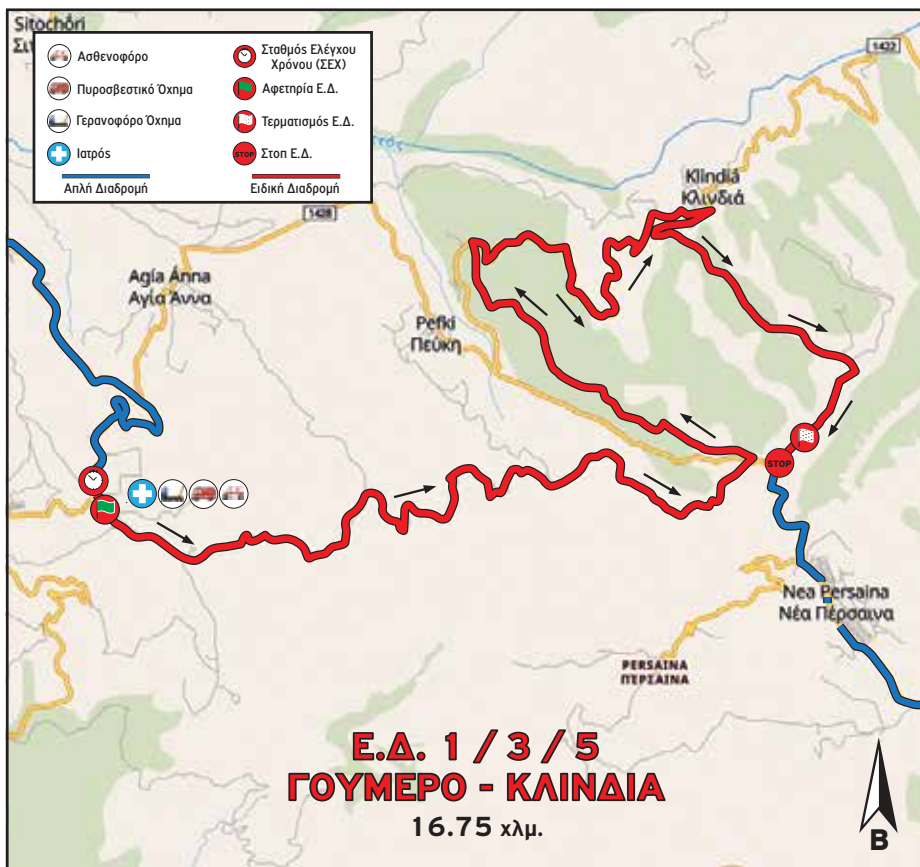 Sitochóri
Ασθενοφόρο
Πυροσβεστικό Όχημα
Γερανοφόρο Όχημα
Ιατρός
Απλή Διαδρομή
Σταθμός Ελέγχου
Χρόνου (ΣΕΧ)
Αφετηρία Ε.Δ.
Τερματισμός Ε.Δ.
STOP
Στοπ Ε.Δ.
Ειδική Διαδρομή
1422
Klindiá
Κλινδιά
1428
Agía Ánna
Αγία Άννα
Pefki
Πεύκη
STOP
Nea Persaina
Νέα Πέρσαινα
PERSAINA
ΠΕΡΣΑΙΝΑ
Ε.Δ. 1 / 3 / 5
ΓΟΥΜΕΡΟ - ΚΛΙΝΔΙΑ
16.75 χλμ.
Β